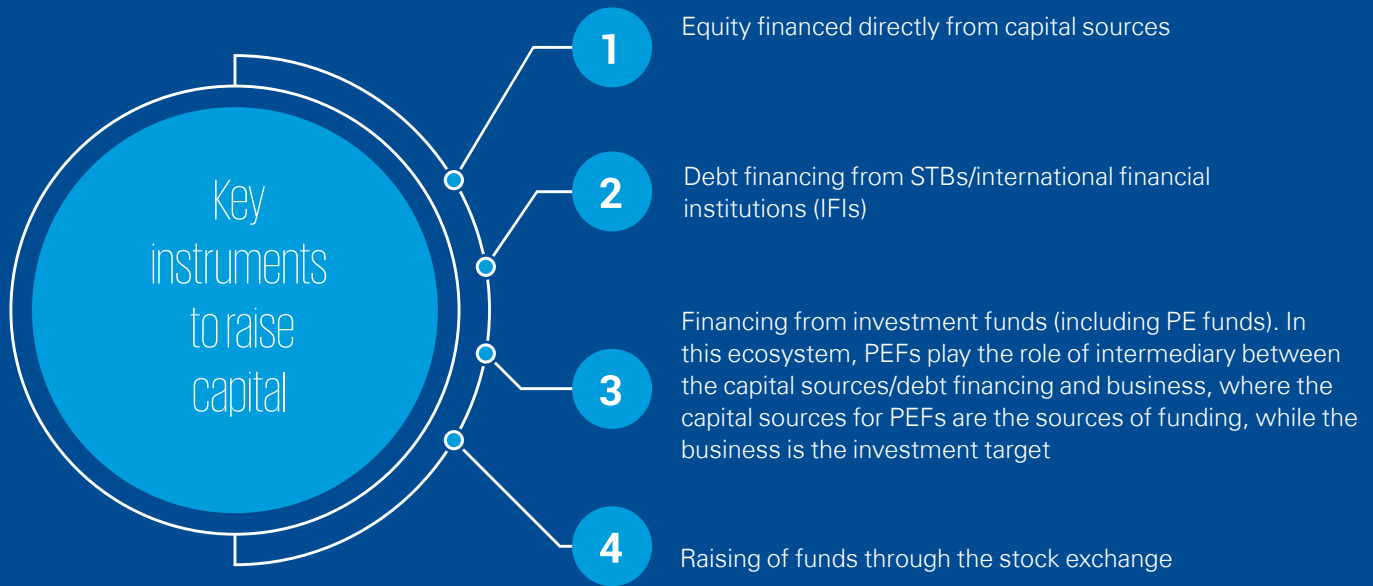 Key
instruments
to raise
capital
1
Equity financed directly from capital sources
2
Debt financing from STBs/international financial
institutions (IFIs)
3
Financing from investment funds (including PE funds). In
this ecosystem, PEFs play the role of intermediary between
the capital sources/debt financing and business, where the
capital sources for PEFs are the sources of funding, while the
business is the investment target
4
Raising of funds through the stock exchange